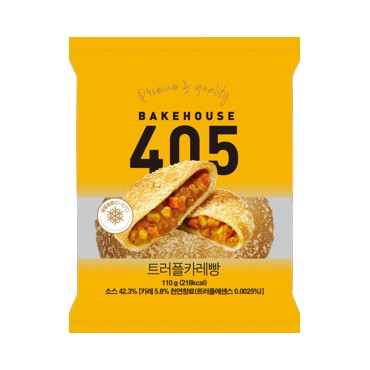 Premium & quality
BAKEHOUSE
405
트러플카레빵
110 g (218kcal)
소스 42.3% [카레 5.8% 천연향료(트러플에센스 0.0025%)]